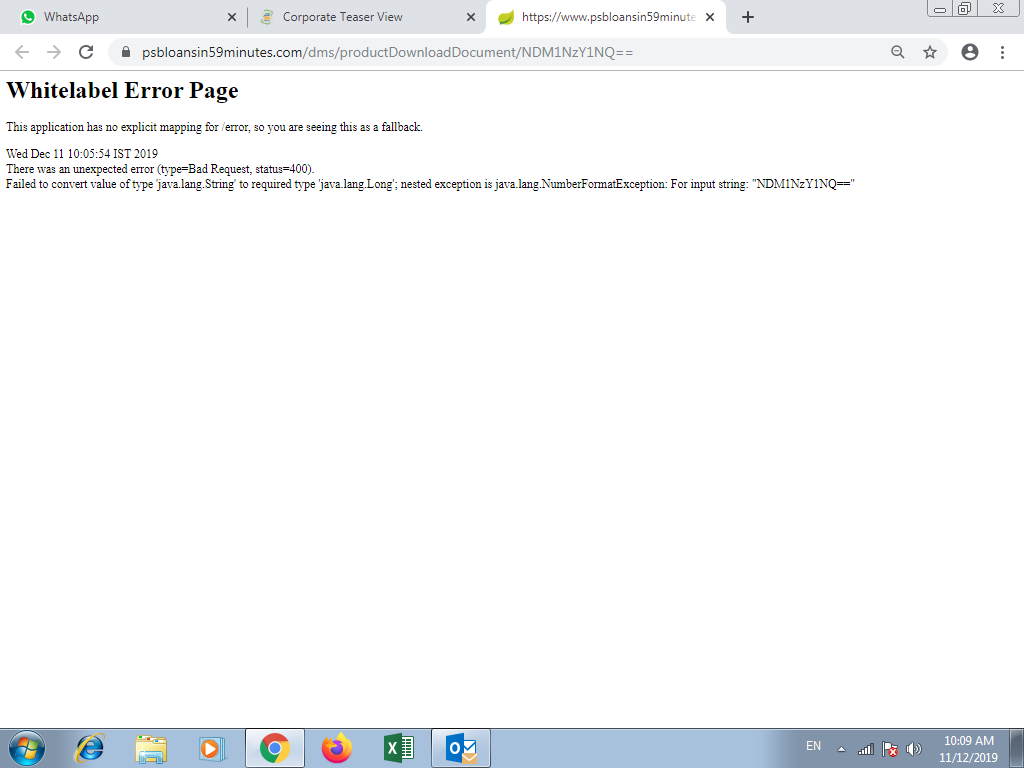 WhatsApp
Corporate Teaser View
https://www.psbloansin59minute
psbloansin59minutes.com/dms/productDownloadDocument/NDM1NzY1NQ==
Whitelabel Error Page
This application has no explicit mapping for /error, so you are seeing this as a fallback.
Wed Dec 11 10:05:54 IST 2019
There was an unexpected error (type=Bad Request, status=400).
Failed to convert value of type 'java.lang.String' to required type 'java.lang.Long'; nested exception is java.lang.NumberFormatException: For input string: "NDM1NzY1NQ=="
EN
10:09 AM
11/12/2019